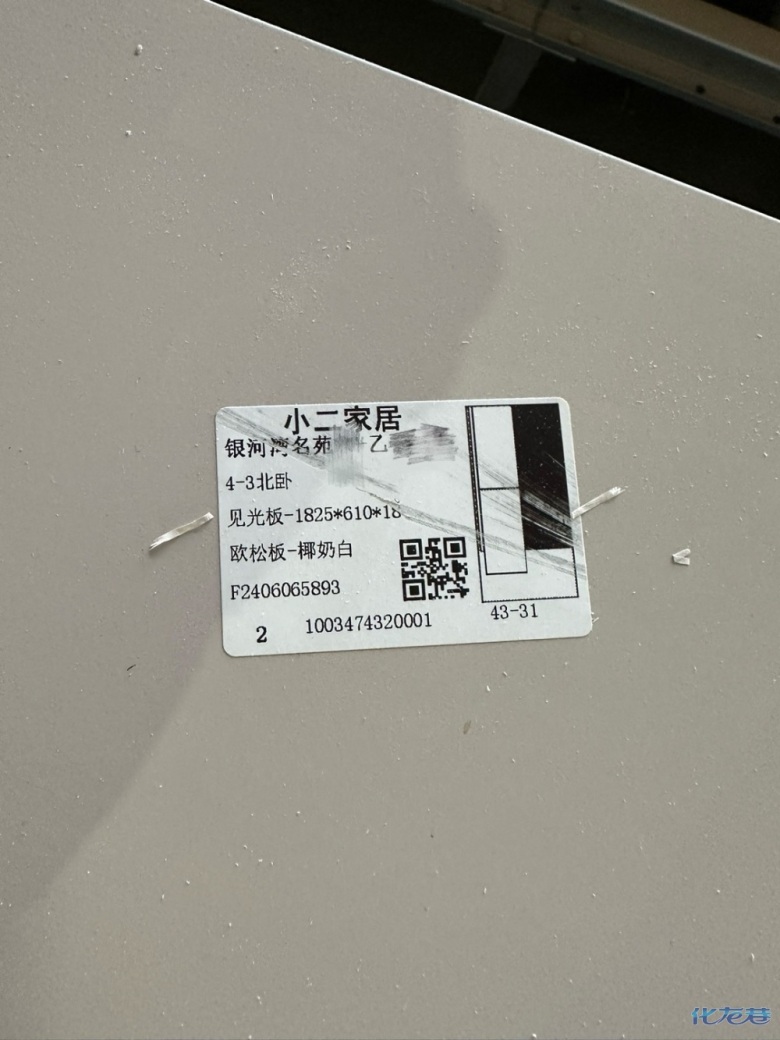 小二家居
银河湾名苑 乙
4-3北卧
见光板-1825*610*18
欧松板-椰奶白
F2406065893
2 1003474320001
43-31
化龙巷